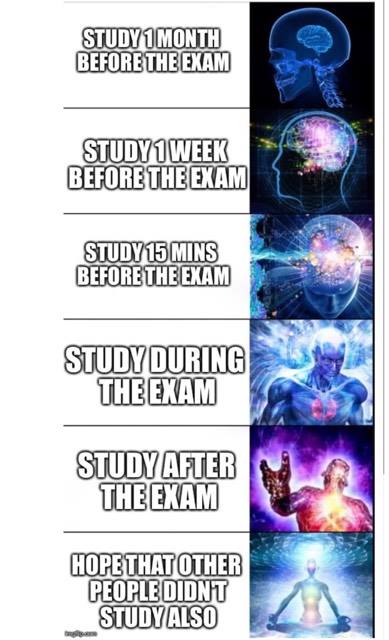 STUDY 1 MONTH
BEFORE THE EXAM
STUDY 1 WEEK
BEFORE THE EXAM
STUDY 15 MINS
BEFORE THE EXAM
STUDY DURING
THE EXAM
STUDY AFTER
THE EXAM
HOPE THAT OTHER
PEOPLE DIDN'T
STUDY ALSO
imgflip.com